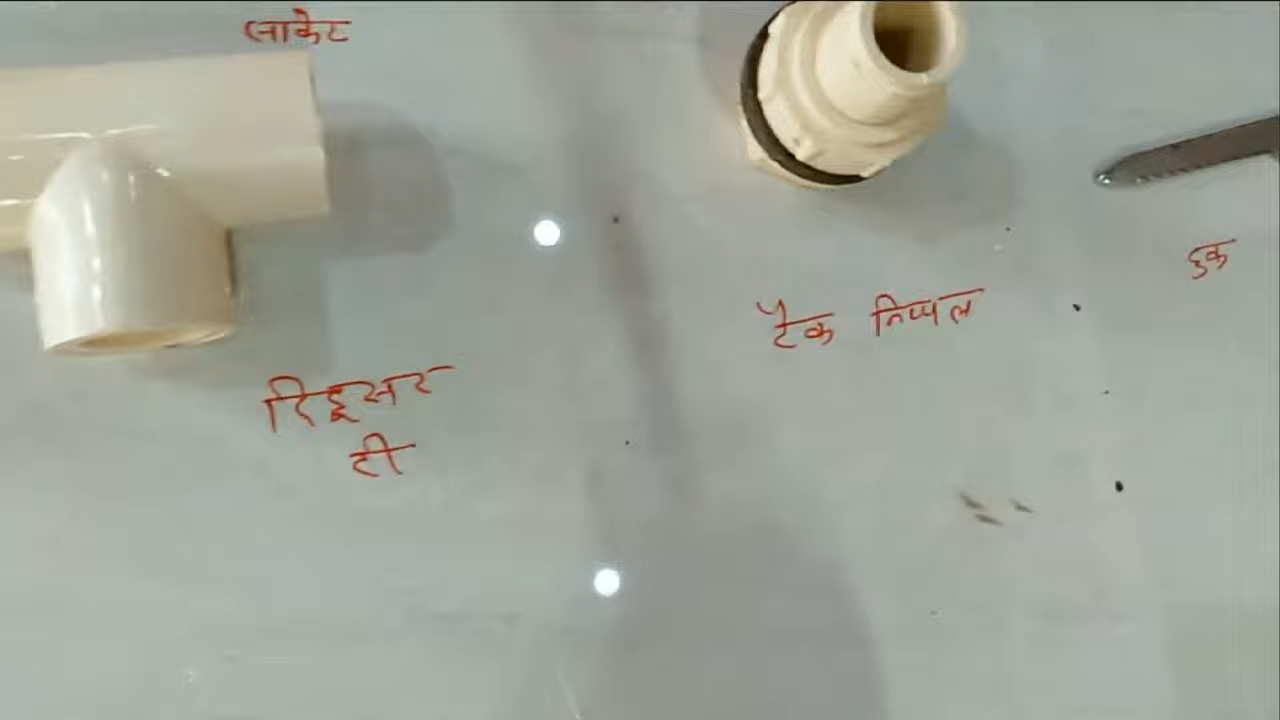 साकेट
हुक
टैक निप्पल
रिडूसर
टी